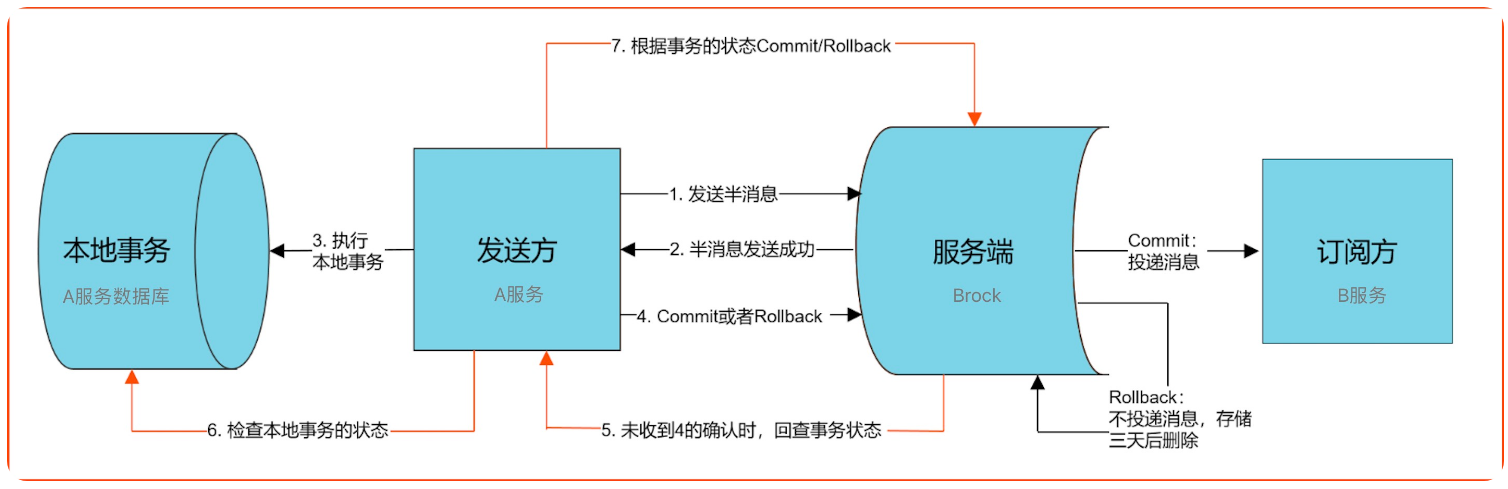 7. 根据事务的状态Commit/Rollback
本地事务
A服务数据库
3. 执行
本地事务
发送方
A服务
1. 发送半消息
2. 半消息发送成功
4. Commit或者Rollback
服务端
Brock
Commit：
投递消息
订阅方
B服务
Rollback：
不投递消息，存储
三天后删除
6. 检查本地事务的状态
5. 未收到4的确认时，回查事务状态